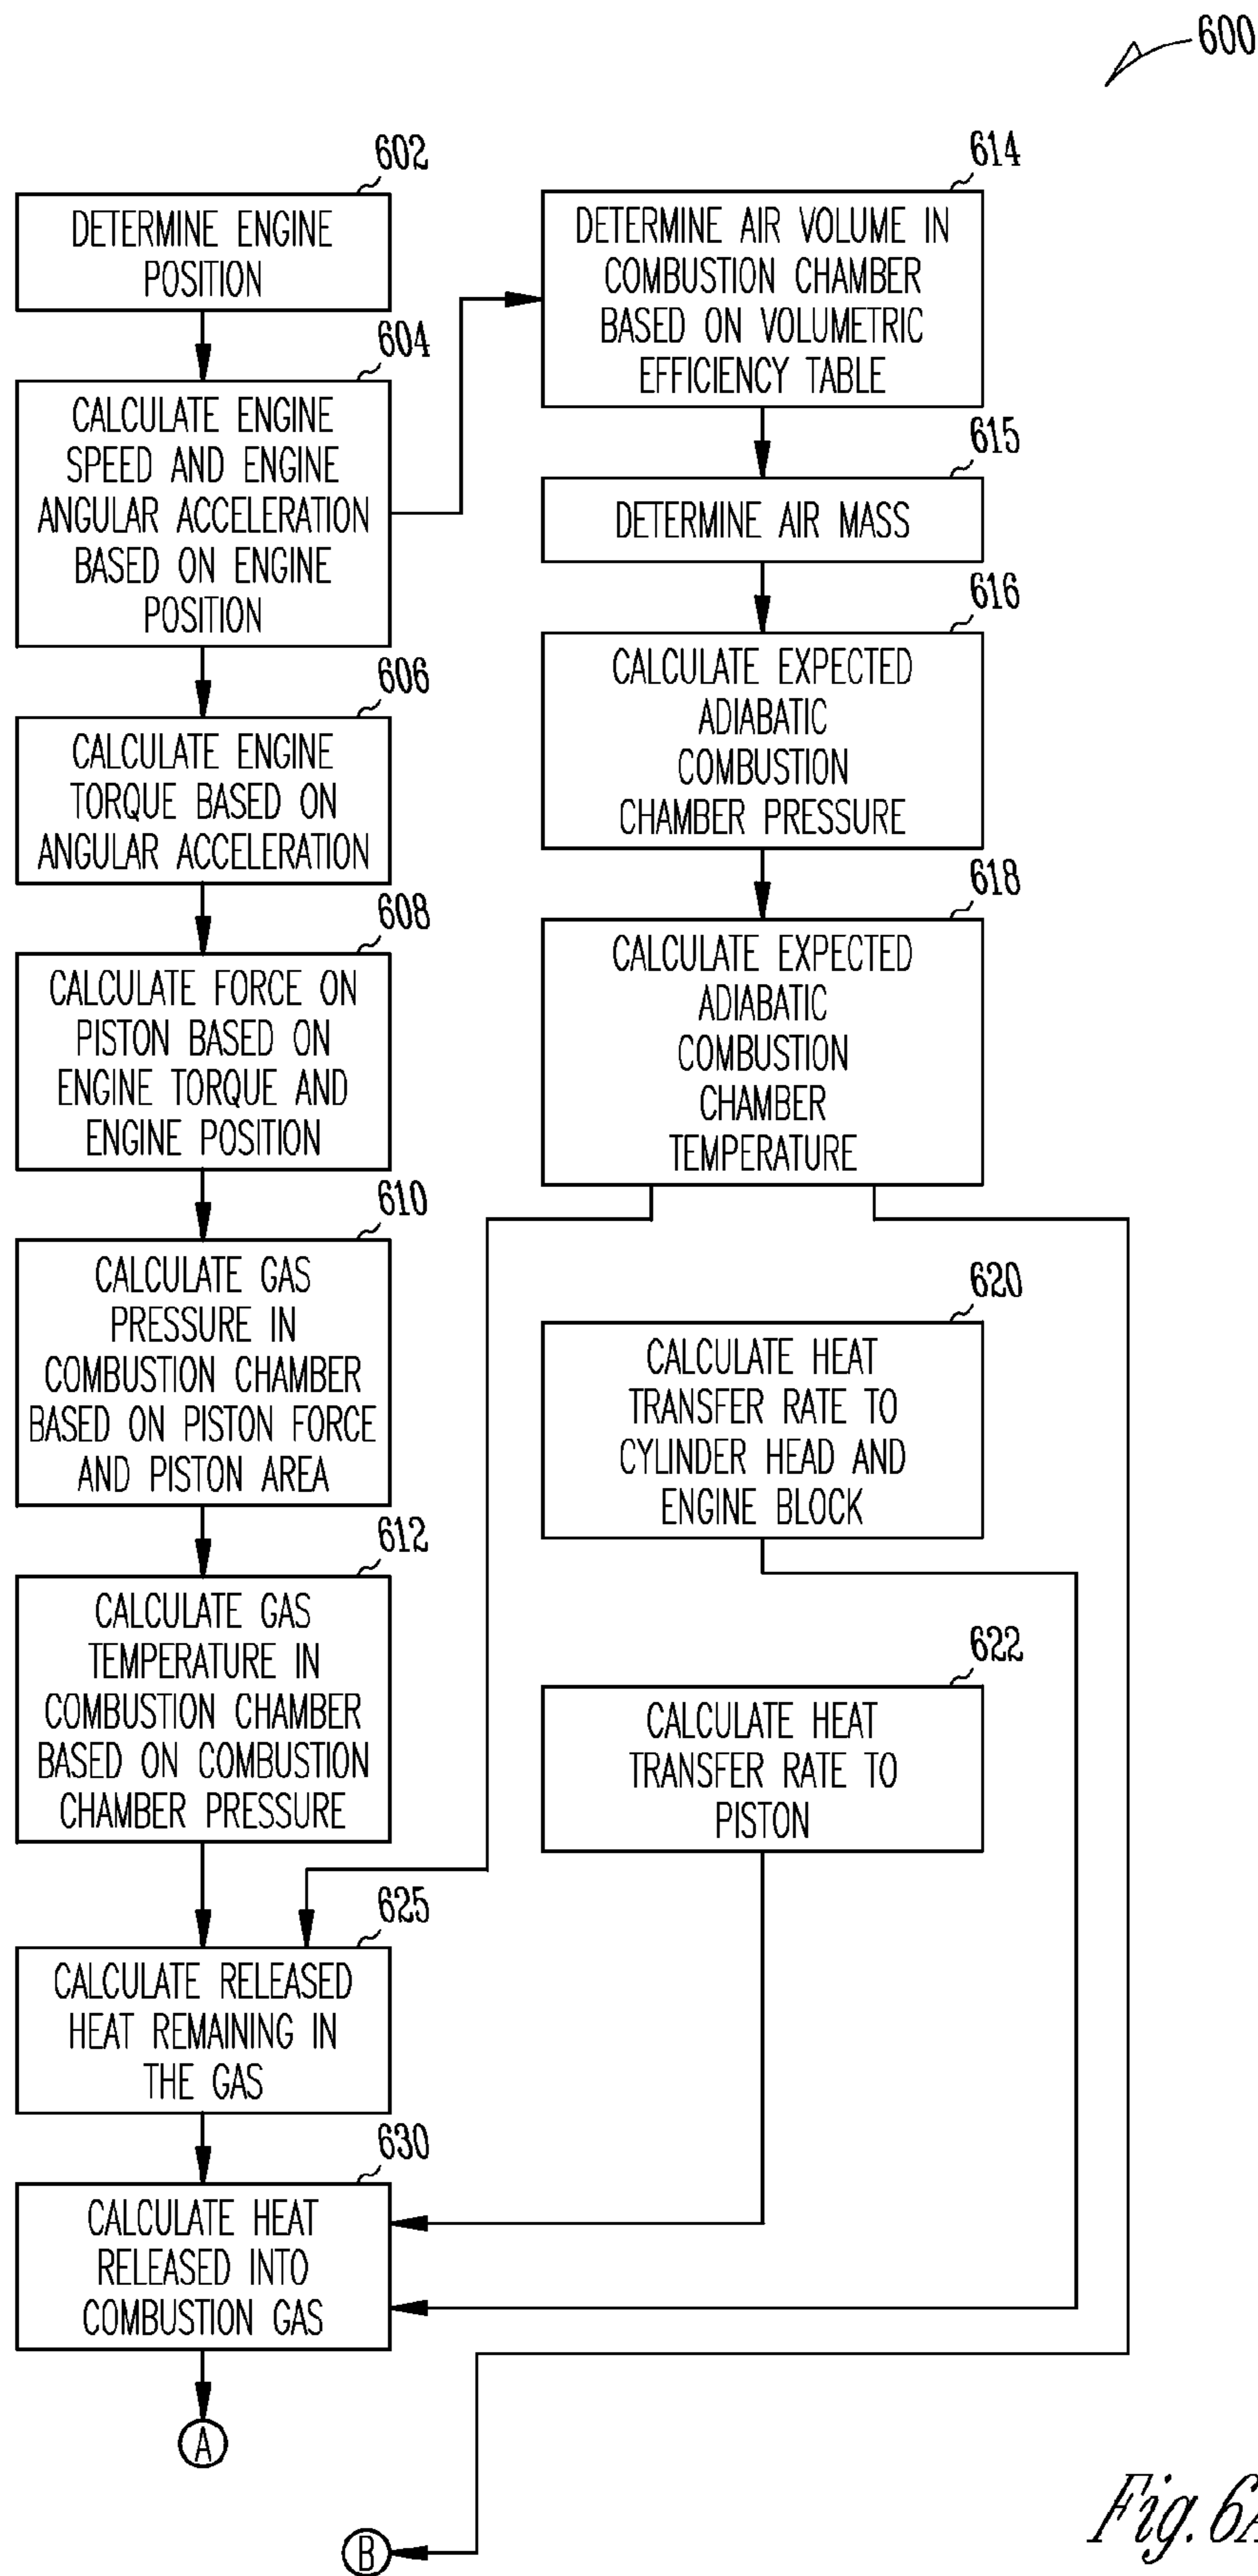 600
602
DETERMINE ENGINE
POSITION
604
CALCULATE ENGINE
SPEED AND ENGINE
ANGULAR ACCELERATION
BASED ON ENGINE
POSITION
606
CALCULATE ENGINE
TORQUE BASED ON
ANGULAR ACCELERATION
608
CALCULATE FORCE ON
PISTON BASED ON
ENGINE TORQUE AND
ENGINE POSITION
610
CALCULATE GAS
PRESSURE IN
COMBUSTION CHAMBER
BASED ON PISTON FORCE
AND PISTON AREA
612
CALCULATE GAS
TEMPERATURE IN
COMBUSTION CHAMBER
BASED ON COMBUSTION
CHAMBER PRESSURE
625
CALCULATE RELEASED
HEAT REMAINING IN
THE GAS
630
CALCULATE HEAT
RELEASED INTO
COMBUSTION GAS
A
B
614
DETERMINE AIR VOLUME IN
COMBUSTION CHAMBER
BASED ON VOLUMETRIC
EFFICIENCY TABLE
615
DETERMINE AIR MASS
616
CALCULATE EXPECTED
ADIABATIC
COMBUSTION
CHAMBER PRESSURE
618
CALCULATE EXPECTED
ADIABATIC
COMBUSTION
CHAMBER
TEMPERATURE
620
CALCULATE HEAT
TRANSFER RATE TO
CYLINDER HEAD AND
ENGINE BLOCK
622
CALCULATE HEAT
TRANSFER RATE TO
PISTON
Fig. 6A